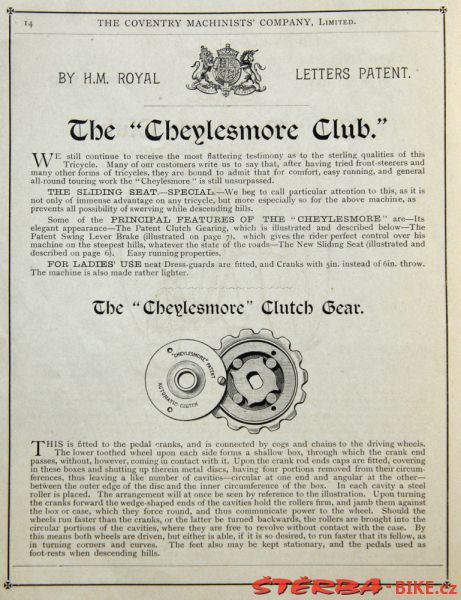 14 THE COVENTRY MACHINISTS' COMPANY, LIMITED.
BY H.M. ROYAL LETTERS PATENT.
The "Cheylesmore Club."
WE still continue to receive the most flattering testimony as to the sterling qualities of this
Tricycle. Many of our customers write us to say that, after having tried front-steerers and
many other forms of tricycles, they are bound to admit that for comfort, easy running, and general
all-round touring work the "Cheylesmore" is still unsurpassed.
THE SLIDING SEAT.—SPECIAL.—We beg to call particular attention to this, as it is
not only of immense advantage on any tricycle, but more especially so for the above machine, as
prevents all possibility of swerving while descending hills.
Some of the PRINCIPAL FEATURES OF THE "CHEYLESMORE" are—Its
elegant appearance—The Patent Clutch Gearing, which is illustrated and described below—The
Patent Swing Lever Brake (illustrated on page 7), which gives the rider perfect control over his
machine on the steepest hills, whatever the state of the roads—The New Slidng Seat (illustrated and
described on page 6). Easy running properties.
FOR LADIES' USE neat Dress-guards are fitted, and Cranks with 5in. instead of 6in. throw.
The machine is also made rather lighter.
The "Cheylesmore" Clutch Gear.
"CHEYLESMORE" PATENT
AUTOMATIC CLUTCH
THIS is fitted to the pedal cranks, and is connected by cogs and chains to the driving wheels.
The lower toothed wheel upon each side forms a shallow box, through which the crank end
passes, without, however, coming in contact with it. Upon the crank rod ends caps are fitted, covering
in these boxes and shutting up therein metal discs, having four portions removed from their circum-
ferences, thus leaving a like number of cavities—circular at one end and angular at the other—
between the outer edge of the disc and the inner circumference of the box. In each cavity a steel
roller is placed. The arrangement will at once be seen by reference to the illustration. Upon turning
the cranks forward the wedge-shaped ends of the cavities hold the rollers firm, and jamb them against
the box or case, which they force round, and thus communicate power to the wheel. Should the
wheels run faster than the cranks, or the latter be turned backwards, the rollers are brought into the
circular portions of the cavities, where they are free to revolve without contact with the case. By
this means both wheels are driven, but either is able, if it is so desired, to run faster that its fellow, as
in turning corners and curves. The feet also may be kept stationary, and the pedals used as
foot-rests when descending hills.
ŠTĚRBA-BIKE.cz